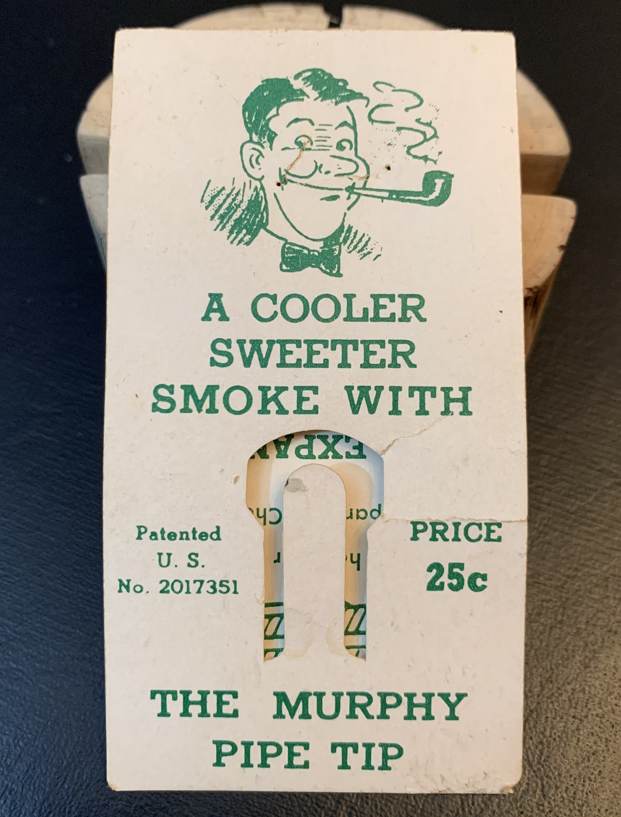 A COOLER
SWEETER
SMOKE WITH
Patented
U. S.
No. 2017351
PRICE
25c
THE MURPHY
PIPE TIP